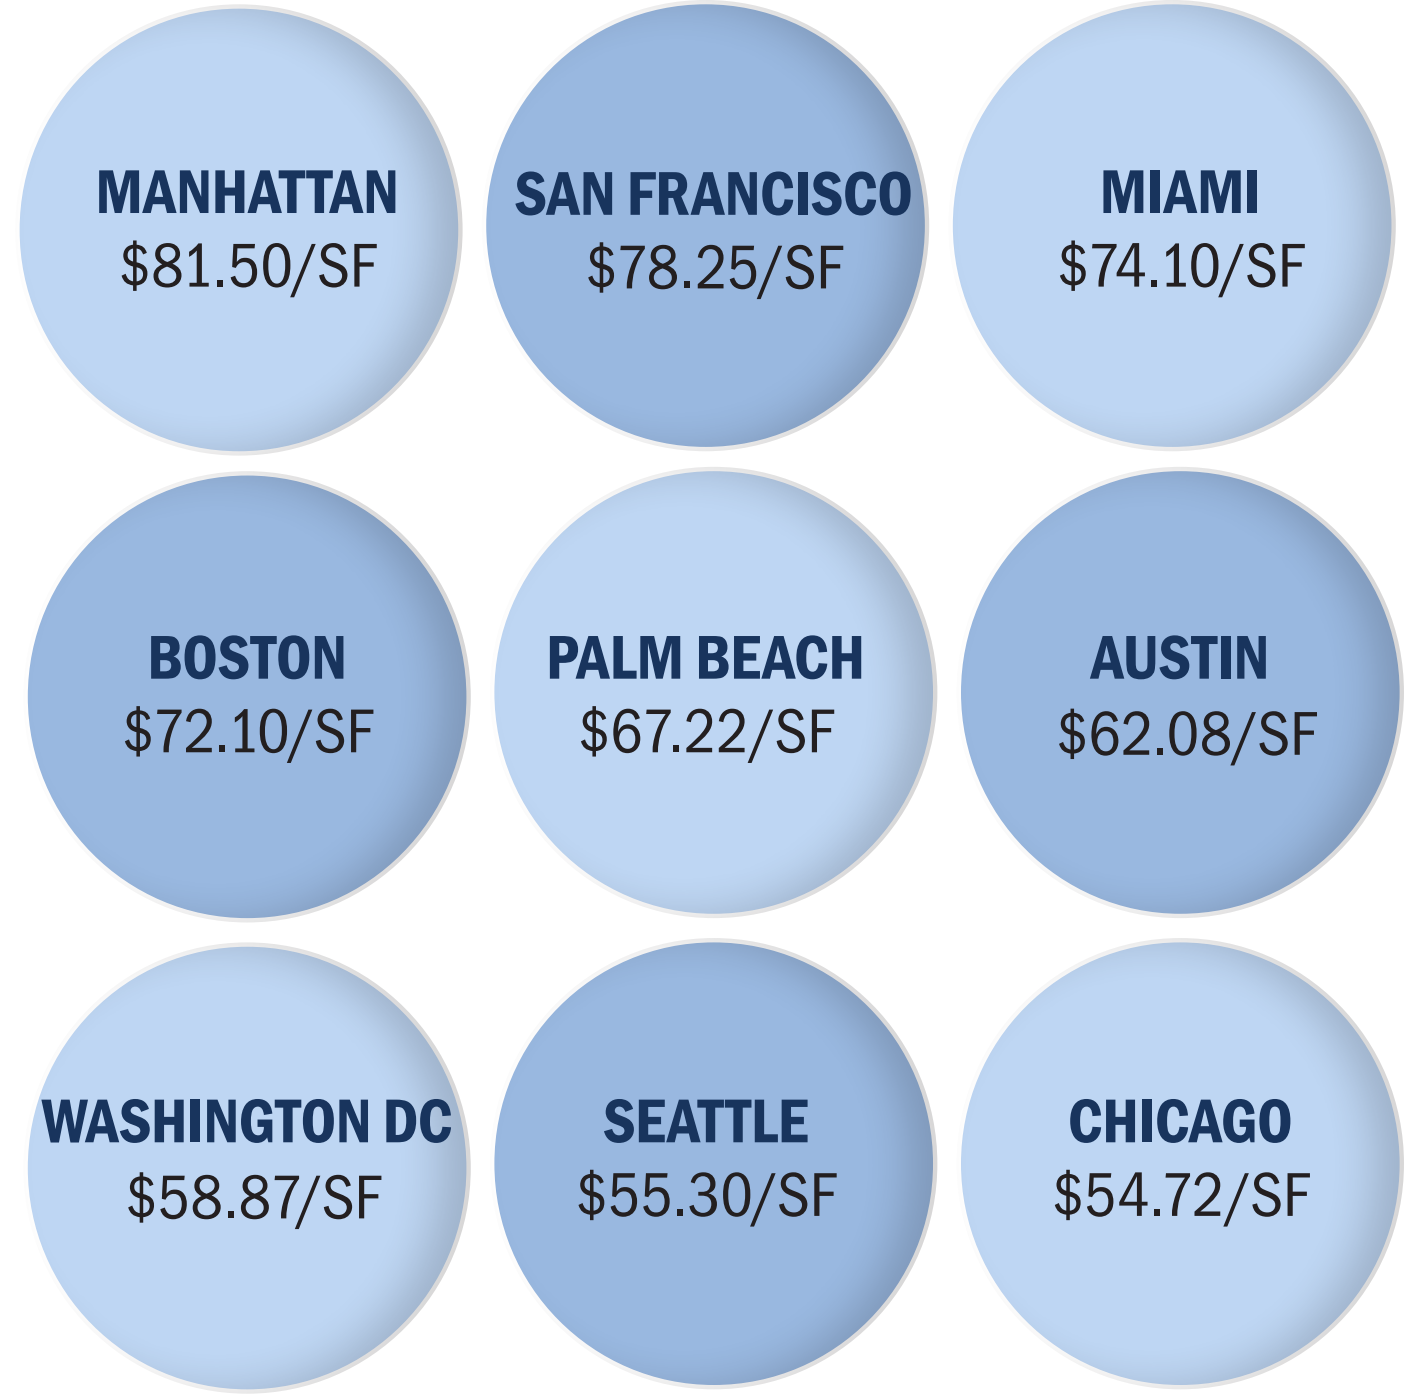 MANHATTAN
$81.50/SF
SAN FRANCISCO
$78.25/SF
MIAMI
$74.10/SF
BOSTON
$72.10/SF
PALM BEACH
$67.22/SF
AUSTIN
$62.08/SF
WASHINGTON DC
$58.87/SF
SEATTLE
$55.30/SF
CHICAGO
$54.72/SF